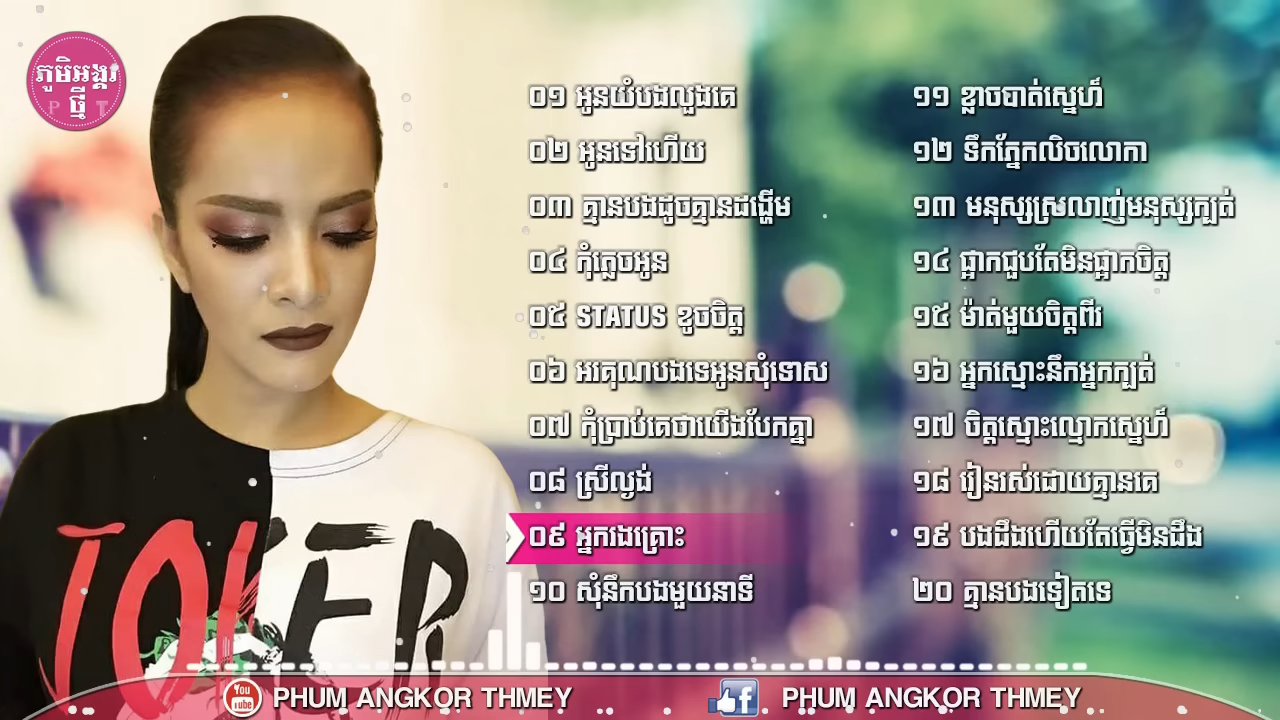 ភូមិអង្គរ
ថ្មី
P T
០១ អូនយំបងលួងគេ
០២ អូនទៅហើយ
០៣ គ្មានបងដូចគ្មានដង្ហើម
០៤ កុំភ្លេចអូន
០៥ STATUS ខូចចិត្ត
០៦ អរគុណបងទេអូនសុំទោស
០៧ កុំប្រាប់គេថាយើងបែកគ្នា
០៨ ស្រីល្ងង់
០៩ អ្នករងគ្រោះ
១០ សុំនឹកបងមួយនាទី
១១ ខ្លាចបាត់ស្នេហ៍
១២ ទឹកភ្នែកលិចលោកា
១៣ មនុស្សស្រលាញ់មនុស្សក្បត់
១៤ ផ្អាកជួបតែមិនផ្អាកចិត្ត
១៥ ម៉ាត់មួយចិត្តពីរ
១៦ អ្នកស្មោះនឹកអ្នកក្បត់
១៧ ចិត្តស្មោះល្មោកស្នេហ៍
១៨ រៀនរស់ដោយគ្មានគេ
១៩ បងដឹងហើយតែធ្វើមិនដឹង
២០ គ្មានបងទៀតទេ
JOKER
You Tube PHUM ANGKOR THMEY
f PHUM ANGKOR THMEY